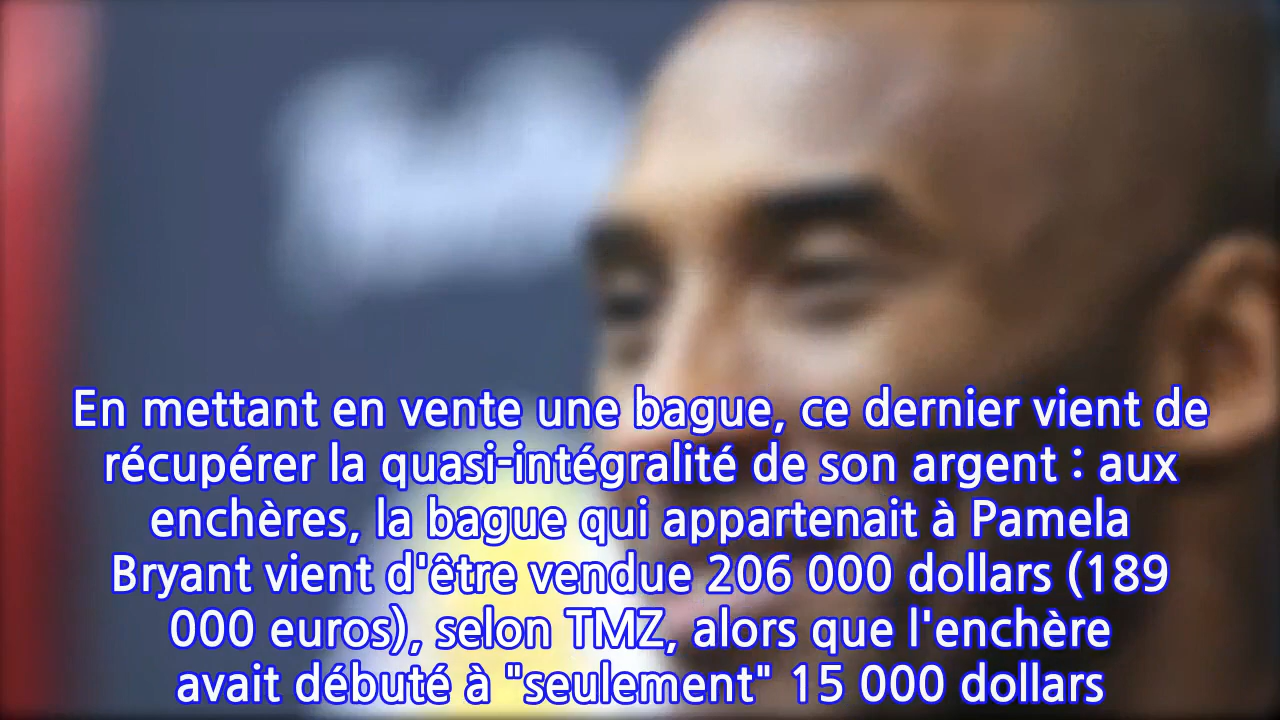 En mettant en vente une bague, ce dernier vient de
récupérer la quasi-intégralité de son argent : aux
enchères, la bague qui appartenait à Pamela
Bryant vient d'être vendue 206 000 dollars (189
000 euros), selon TMZ, alors que l'enchère
avait débuté à "seulement" 15 000 dollars